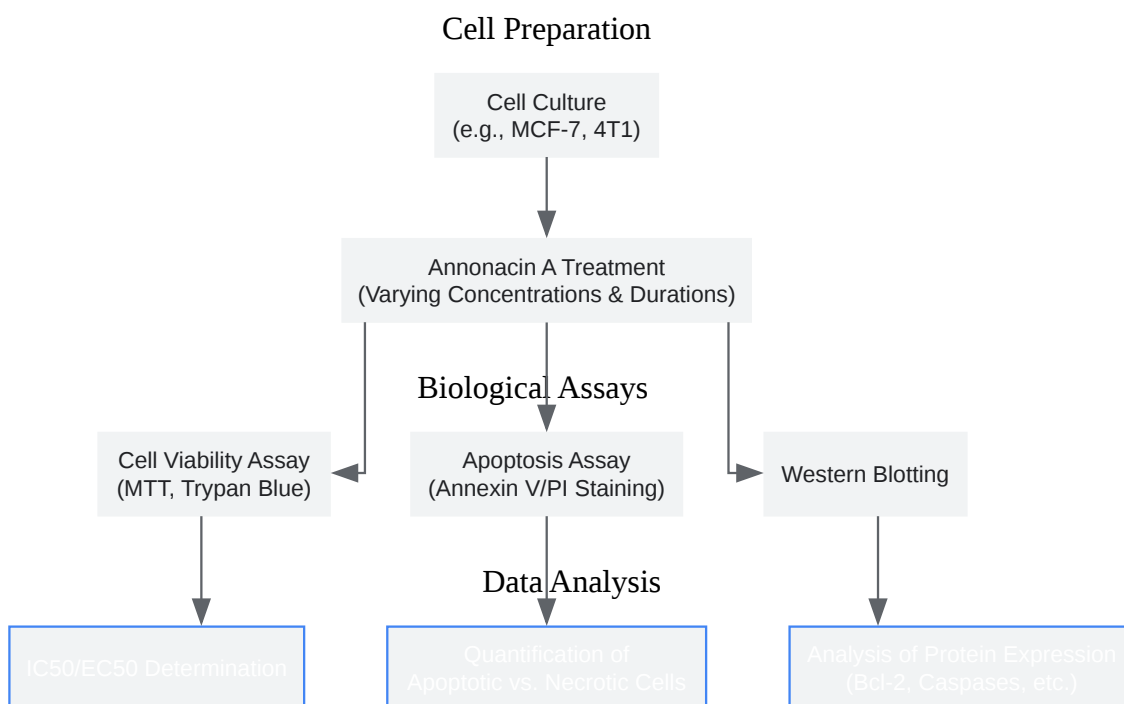 Cell Preparation
Cell Culture
(e.g., MCF-7, 4T1)
Annonacin A Treatment
(Varying Concentrations & Durations)
Biological Assays
Cell Viability Assay
(MTT, Trypan Blue)
Apoptosis Assay
(Annexin V/PI Staining)
Western Blotting
Data Analysis
IC50/EC50 Determination
Quantification of
Apoptotic vs. Necrotic Cells
Analysis of Protein Expression
(Bcl-2, Caspases, etc.)